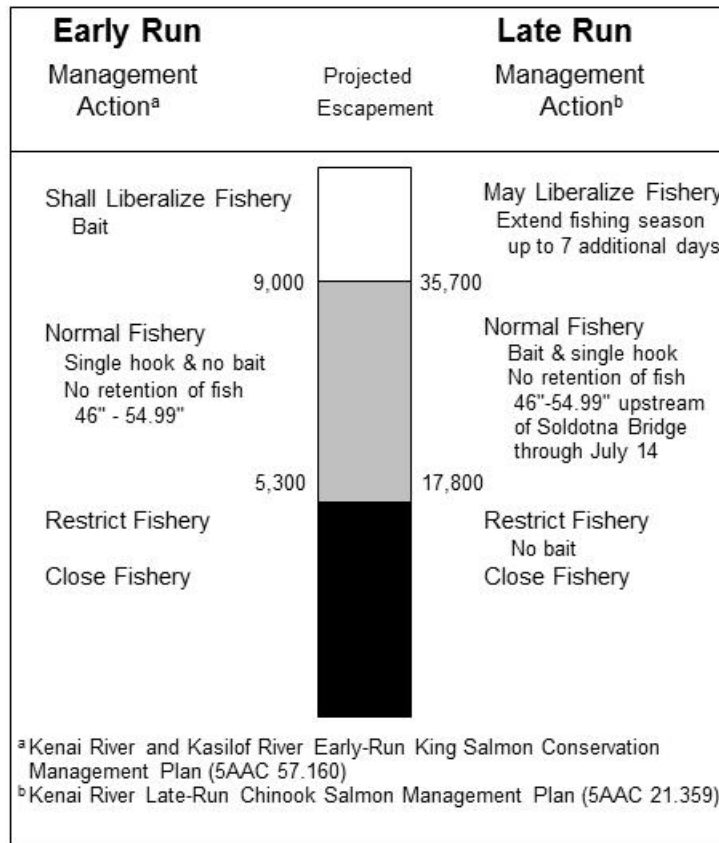 Early Run
Management
Actionᵃ
Projected
Escapement
Late Run
Management
Actionᵇ
Shall Liberalize Fishery
Bait
May Liberalize Fishery
Extend fishing season
up to 7 additional days
9,000
35,700
Normal Fishery
Single hook & no bait
No retention of fish
46" - 54.99"
Normal Fishery
Bait & single hook
No retention of fish
46"-54.99" upstream
of Soldotna Bridge
through July 14
5,300
17,800
Restrict Fishery
Close Fishery
Restrict Fishery
No bait
Close Fishery
ᵃ Kenai River and Kasilof River Early-Run King Salmon Conservation
Management Plan (5AAC 57.160)
ᵇ Kenai River Late-Run Chinook Salmon Management Plan (5AAC 21.359)